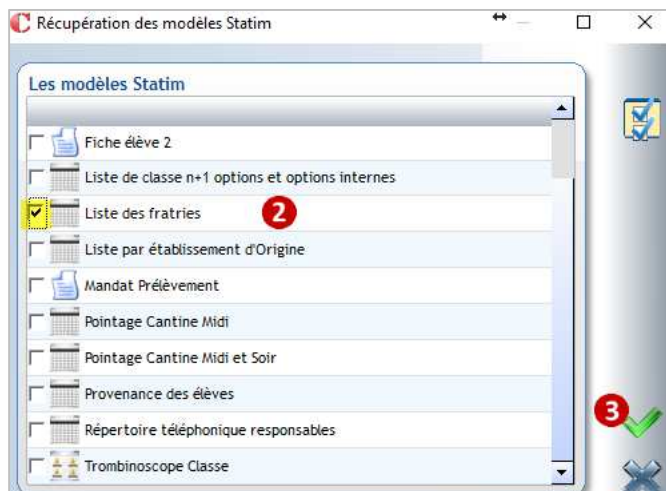 Récupération des modèles Statim
Les modèles Statim
Fiche élève 2
Liste de classe n+1 options et options internes
Liste des fratries 2
Liste par établissement d'Origine
Mandat Prélèvement
Pointage Cantine Midi
Pointage Cantine Midi et Soir
Provenance des élèves
Répertoire téléphonique responsables 3
Trombinoscope Classe